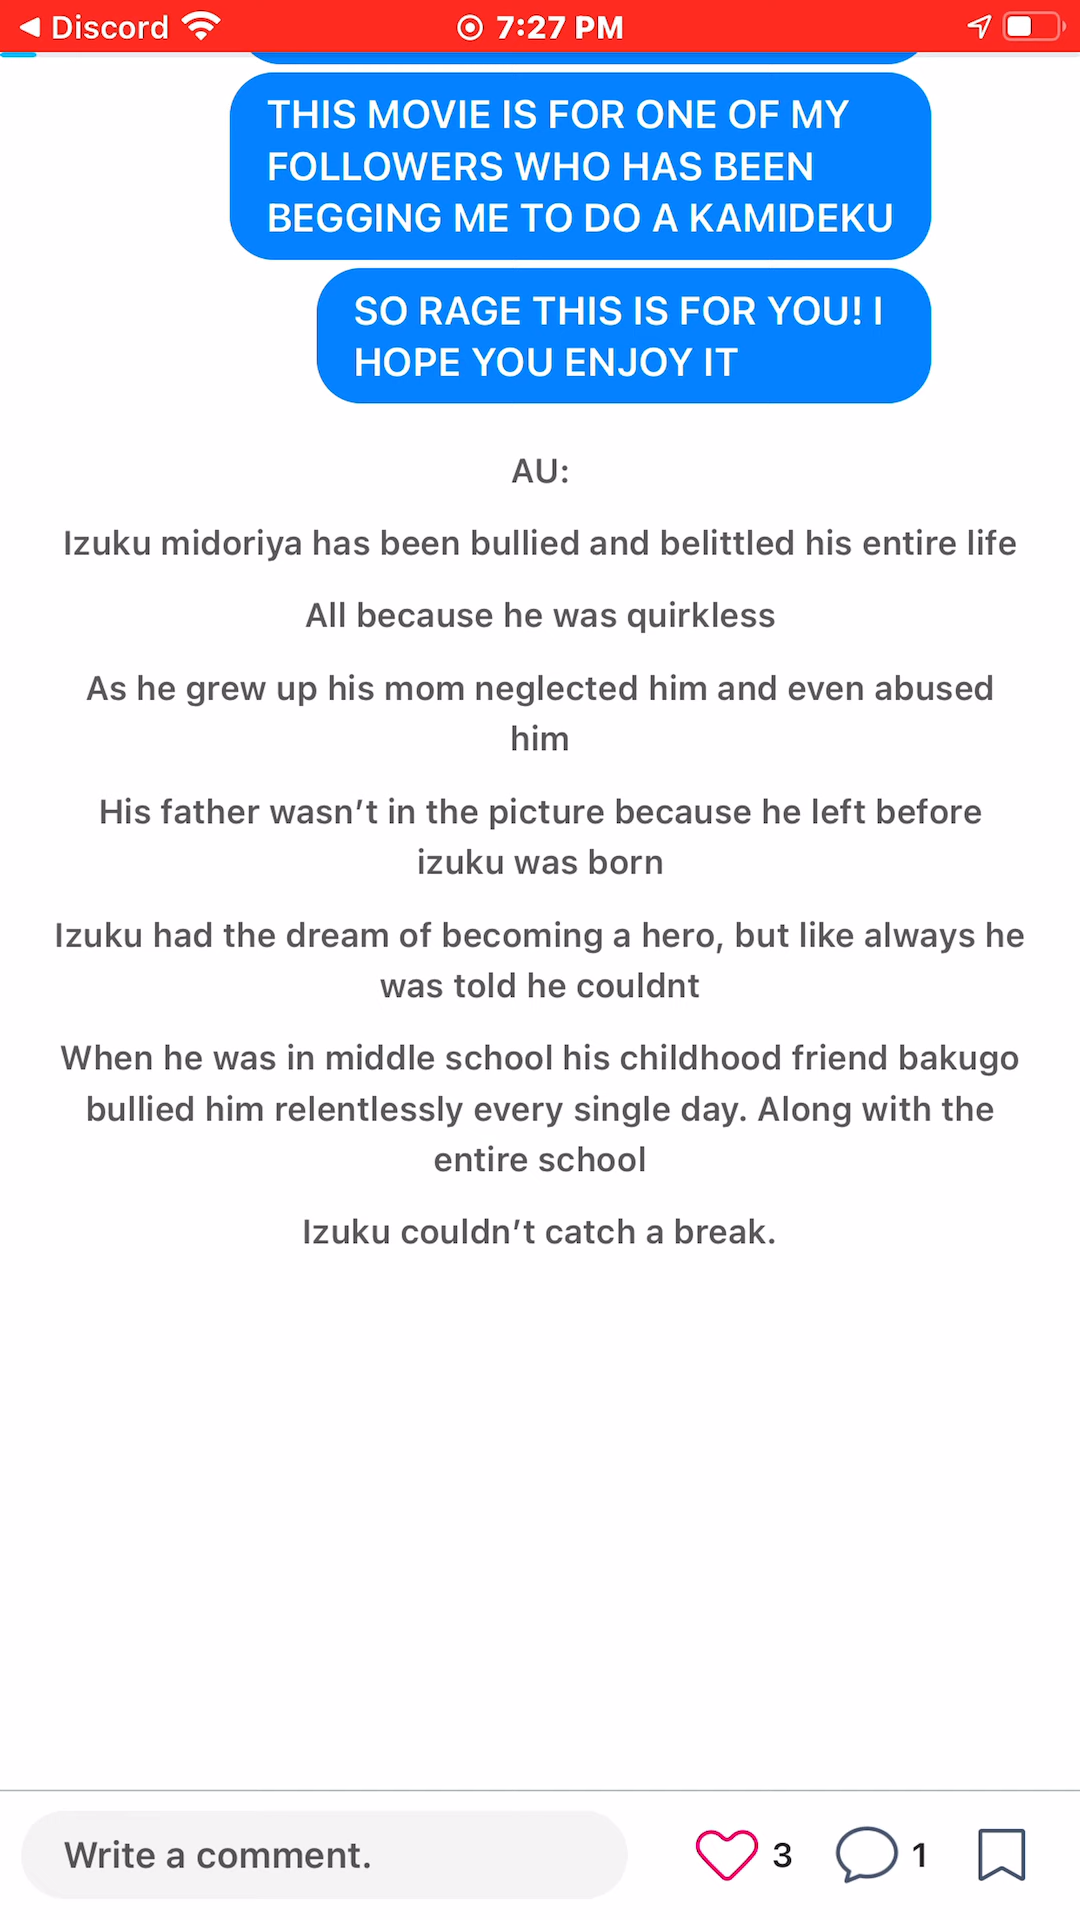 Discord
7:27 PM
THIS MOVIE IS FOR ONE OF MY
FOLLOWERS WHO HAS BEEN
BEGGING ME TO DO A KAMIDEKU
SO RAGE THIS IS FOR YOU! I
HOPE YOU ENJOY IT
AU:
Izuku midoriya has been bullied and belittled his entire life
All because he was quirkless
As he grew up his mom neglected him and even abused
him
His father wasn’t in the picture because he left before
izuku was born
Izuku had the dream of becoming a hero, but like always he
was told he couldnt
When he was in middle school his childhood friend bakugo
bullied him relentlessly every single day. Along with the
entire school
Izuku couldn’t catch a break.
Write a comment.
3
1